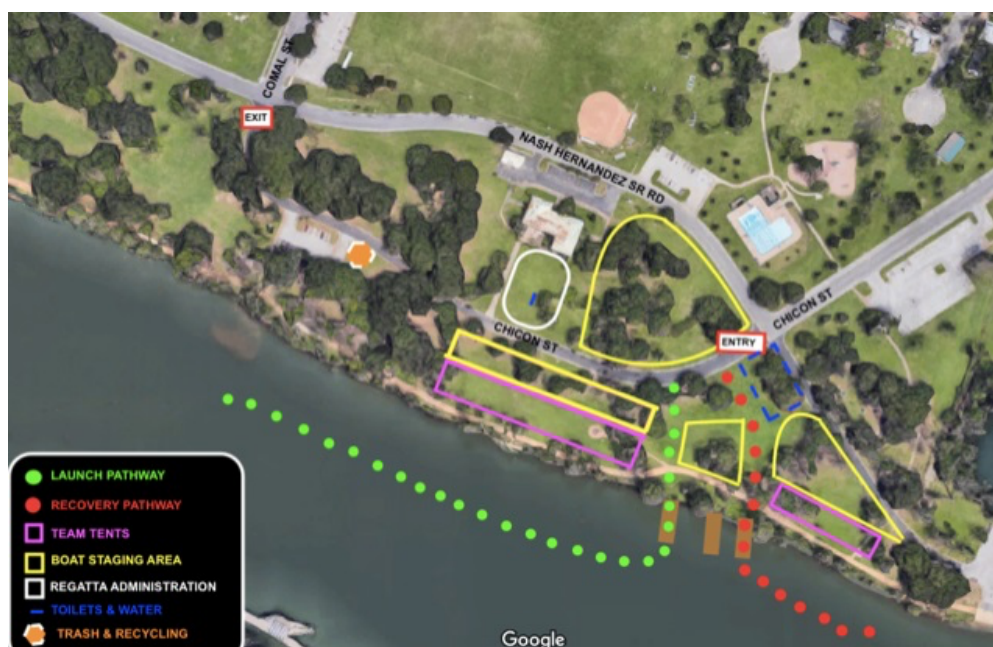 COMAL ST
EXIT
NASH HERNANDEZ SR RD
CHICON ST
ENTRY
CHICON ST
LAUNCH PATHWAY
RECOVERY PATHWAY
TEAM TENTS
BOAT STAGING AREA
REGATTA ADMINISTRATION
TOILETS & WATER
TRASH & RECYCLING
Google